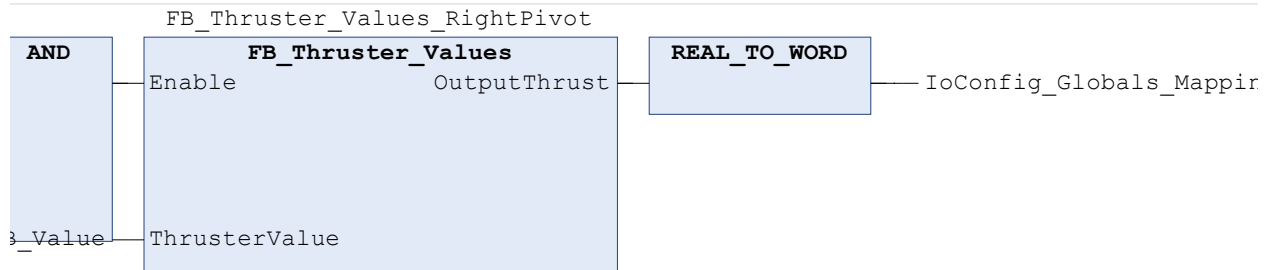 FB_Thruster_Values_RightPivot
AND FB_Thruster_Values REAL_TO_WORD
Enable OutputThrust IoConfig_Globals_Mappin
_Value ThrusterValue